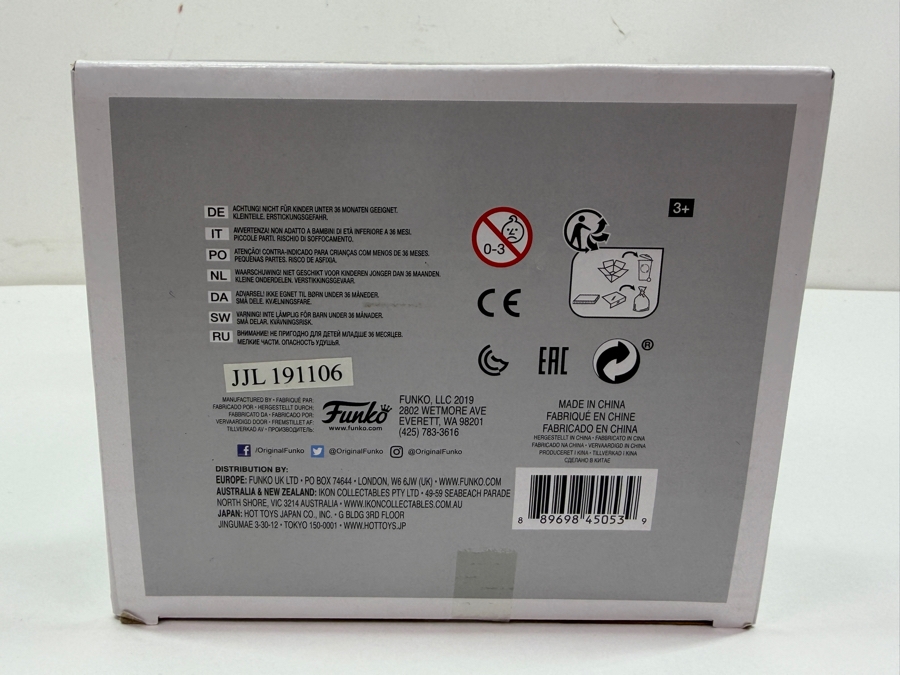 DE ACHTUNG! NICHT FÜR KINDER UNTER 36 MONATEN GEEIGNET.
KLEINTEILE. ERSTICKUNGSGEFAHR.
IT AVVERTENZA! NON ADATTO A BAMBINI DI ETÀ INFERIORE A 36 MESI.
PICCOLE PARTI. RISCHIO DI SOFFOCAMENTO.
PO ATENÇÃO! CONTRA-INDICADO PARA CRIANÇAS COM MENOS DE 36 MESES.
PEQUENAS PARTES. RISCO DE ASFIXIA.
NL WAARSCHUWING! NIET GESCHIKT VOOR KINDEREN JONGER DAN 36 MAANDEN.
KLEINE ONDERDELEN. VERSTIKKINGSGEVAAR.
DA ADVARSEL! IKKE EGNET TIL BØRN UNDER 36 MÅNEDER.
SMÅ DELE. KVÆLNINGSFARE.
SW VARNING! INTE LÄMPLIG FÖR BARN UNDER 36 MÅNADER.
SMÅ DELAR. KVÄVNINGSRISK.
RU ВНИМАНИЕ! НЕ ПРИГОДНО ДЛЯ ДЕТЕЙ МЛАДШЕ 36 МЕСЯЦЕВ.
МЕЛКИЕ ЧАСТИ. ОПАСНОСТЬ УДУШЬЯ.
0-3
3+
CE
EAC
®
JJL 191106
MANUFACTURED BY • FABRIQUÉ PAR:
FABRICADO POR: • HERGESTELLT DURCH:
FABBRICATO DA • FABRICADO POR:
VERVAARDIGD DOOR • FREMSTILLET AF:
TILLVERKAD AV • ПРОИЗВОДИТЕЛЬ:
Funko
www.funko.com
FUNKO, LLC 2019
2802 WETMORE AVE
EVERETT, WA 98201
(425) 783-3616
/OriginalFunko @OriginalFunko @OriginalFunko
DISTRIBUTION BY:
EUROPE: FUNKO UK LTD • PO BOX 74644 • LONDON, W6 6JW (UK) • WWW.FUNKO.COM
AUSTRALIA & NEW ZEALAND: IKON COLLECTABLES PTY LTD • 49-59 SEABEACH PARADE
NORTH SHORE, VIC 3214 AUSTRALIA • WWW.IKONCOLLECTABLES.COM.AU
JAPAN: HOT TOYS JAPAN CO., INC. • G BLDG 3RD FLOOR
JINGUMAE 3-30-12 • TOKYO 150-0001 • WWW.HOTTOYS.JP
MADE IN CHINA
FABRIQUÉ EN CHINE
FABRICADO EN CHINA
HERGESTELLT IN CHINA • FABBRICATO IN CINA
FABRICADO NA CHINA • VERVAARDIGD IN CHINA
PRODUCERET I KINA • TILLVERKAD I KINA
СДЕЛАНО В КИТАЕ
8 89698 45053 9